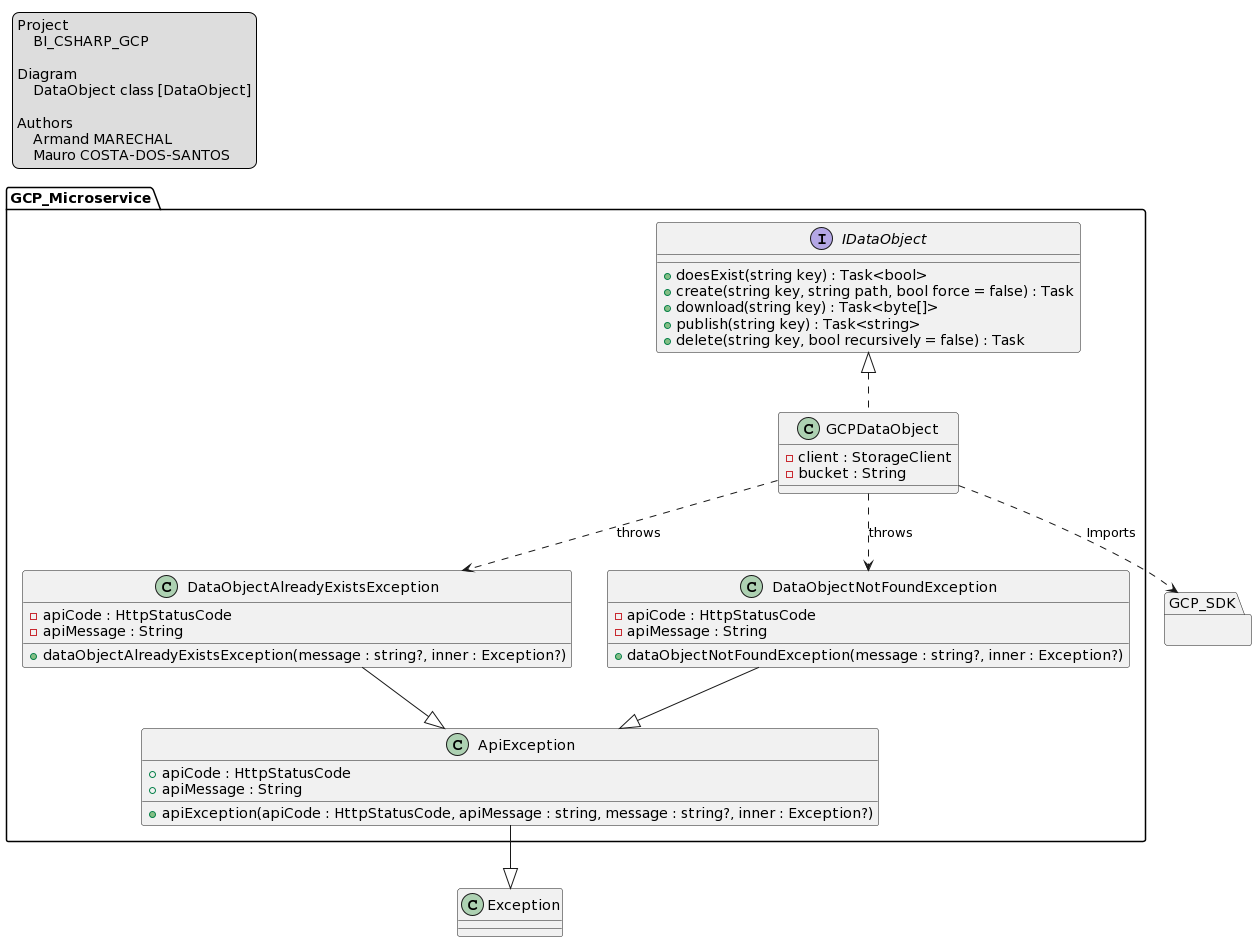 Project
BI_CSHARP_GCP
Diagram
DataObject class [DataObject]
Authors
Armand MARECHAL
Mauro COSTA-DOS-SANTOS
GCP_Microservice
I IDataObject
doesExist(string key) : Task<bool>
create(string key, string path, bool force = false) : Task
download(string key) : Task<byte[]>
publish(string key) : Task<string>
delete(string key, bool recursively = false) : Task
C GCPDataObject
client : StorageClient
bucket : String
throws
throws
Imports
C DataObjectAlreadyExistsException
apiCode : HttpStatusCode
apiMessage : String
dataObjectAlreadyExistsException(message : string?, inner : Exception?)
C DataObjectNotFoundException
apiCode : HttpStatusCode
apiMessage : String
dataObjectNotFoundException(message : string?, inner : Exception?)
GCP_SDK
C ApiException
apiCode : HttpStatusCode
apiMessage : String
apiException(apiCode : HttpStatusCode, apiMessage : string, message : string?, inner : Exception?)
C Exception